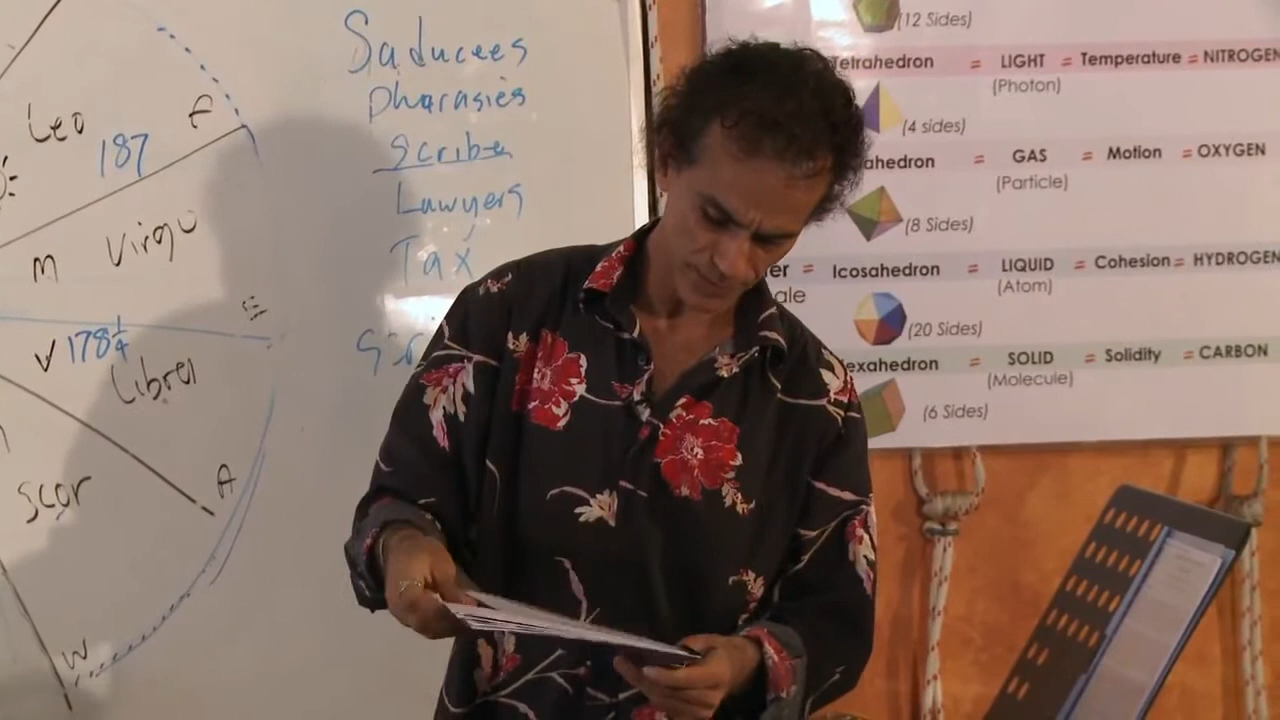 Leo
187
F
M
Virgo
E
V 178¼
Libra
Scor
A
W
Saducees
Pharasies
Scribe
Lawyers
Tax
(12 Sides)
Tetrahedron = LIGHT = Temperature = NITROGEN
(Photon)
(4 sides)
ahedron = GAS = Motion = OXYGEN
(Particle)
(8 Sides)
er = Icosahedron = LIQUID = Cohesion = HYDROGEN
ale (Atom)
(20 Sides)
exahedron = SOLID = Solidity = CARBON
(Molecule)
(6 Sides)